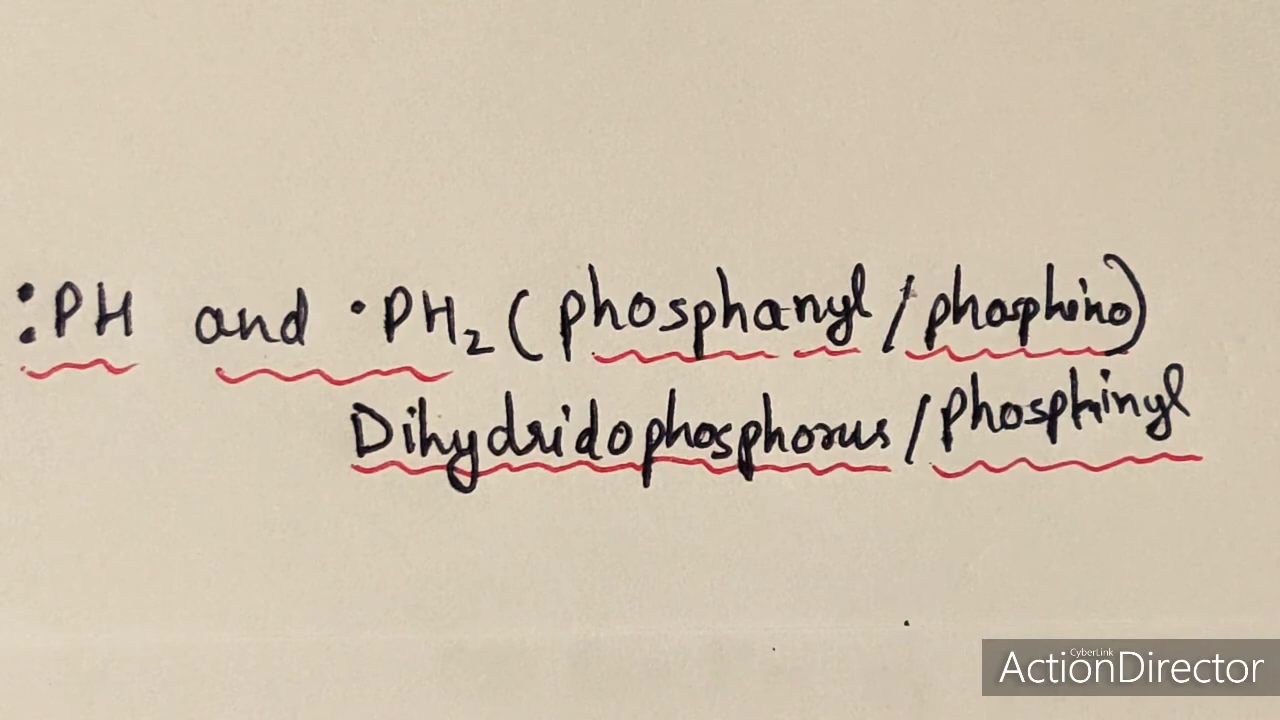 :PH and ·PH₂ (phosphanyl / phosphino)
Dihydridophosphorus / Phosphinyl
CyberLink
ActionDirector